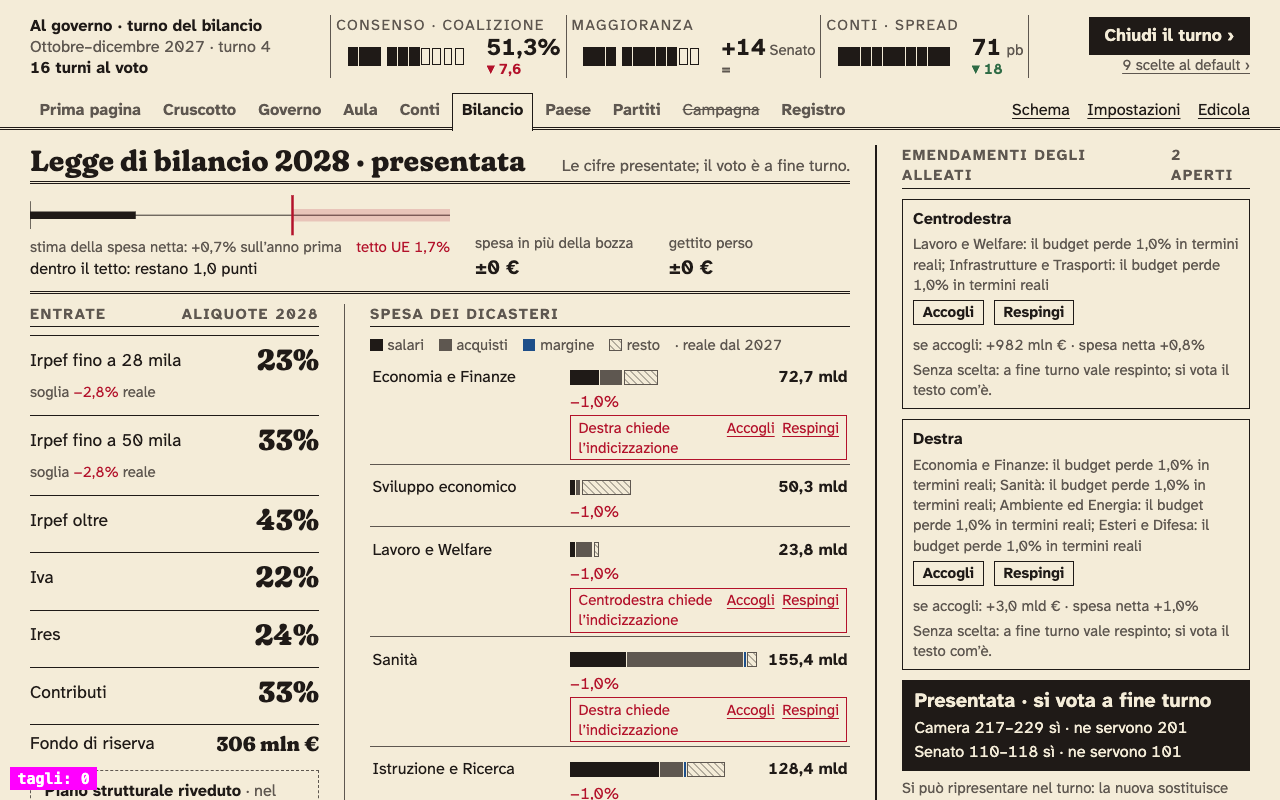 Al governo · turno del bilancio
Ottobre–dicembre 2027 · turno 4
16 turni al voto
CONSENSO · COALIZIONE
51,3%
▼ 7,6
MAGGIORANZA
+14 Senato
=
CONTI · SPREAD
71 pb
▼ 18
Chiudi il turno ›
9 scelte al default ›
Prima pagina
Cruscotto
Governo
Aula
Conti
Bilancio
Paese
Partiti
Campagna
Registro
Schema
Impostazioni
Edicola
Legge di bilancio 2028 · presentata
Le cifre presentate; il voto è a fine turno.
stima della spesa netta: +0,7% sull'anno prima
tetto UE 1,7%
dentro il tetto: restano 1,0 punti
spesa in più della bozza
±0 €
gettito perso
±0 €
ENTRATE
ALIQUOTE 2028
Irpef fino a 28 mila
23%
soglia −2,8% reale
Irpef fino a 50 mila
33%
soglia −2,8% reale
Irpef oltre
43%
Iva
22%
Ires
24%
Contributi
33%
Fondo di riserva
306 mln €
Piano strutturale riveduto · nel
tagli: 0
SPESA DEI DICASTERI
salari
acquisti
margine
resto
· reale dal 2027
Economia e Finanze
72,7 mld
−1,0%
Destra chiede
l'indicizzazione
Accogli
Respingi
Sviluppo economico
50,3 mld
−1,0%
Lavoro e Welfare
23,8 mld
−1,0%
Centrodestra chiede
l'indicizzazione
Accogli
Respingi
Sanità
155,4 mld
−1,0%
Destra chiede
l'indicizzazione
Accogli
Respingi
Istruzione e Ricerca
128,4 mld
−1,0%
EMENDAMENTI DEGLI
ALLEATI
2
APERTI
Centrodestra
Lavoro e Welfare: il budget perde 1,0% in termini
reali; Infrastrutture e Trasporti: il budget perde
1,0% in termini reali
Accogli
Respingi
se accogli: +982 mln € · spesa netta +0,8%
Senza scelta: a fine turno vale respinto; si vota il
testo com'è.
Destra
Economia e Finanze: il budget perde 1,0% in
termini reali; Sanità: il budget perde 1,0% in
termini reali; Ambiente ed Energia: il budget
perde 1,0% in termini reali; Esteri e Difesa: il
budget perde 1,0% in termini reali
Accogli
Respingi
se accogli: +3,0 mld € · spesa netta +1,0%
Senza scelta: a fine turno vale respinto; si vota il
testo com'è.
Presentata · si vota a fine turno
Camera 217–229 sì · ne servono 201
Senato 110–118 sì · ne servono 101
Si può ripresentare nel turno: la nuova sostituisce